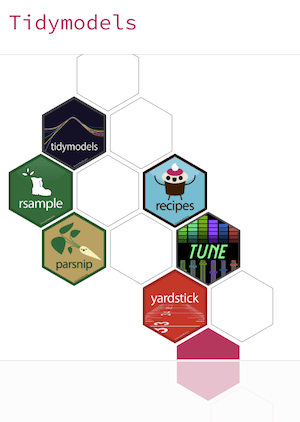 Tidymodels
tidymodels
rsample
recipes
parsnip
TUNE
yardstick